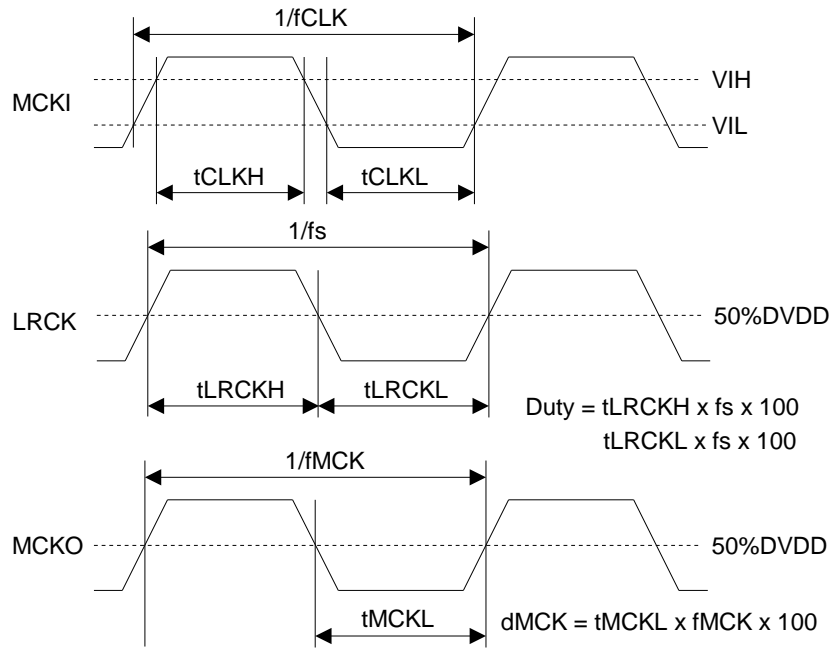 1/fCLK
MCKI
VIH
VIL
tCLKH
tCLKL
1/fs
LRCK
50%DVDD
tLRCKH
tLRCKL
Duty = tLRCKH x fs x 100
tLRCKL x fs x 100
1/fMCK
MCKO
50%DVDD
tMCKL
dMCK = tMCKL x fMCK x 100